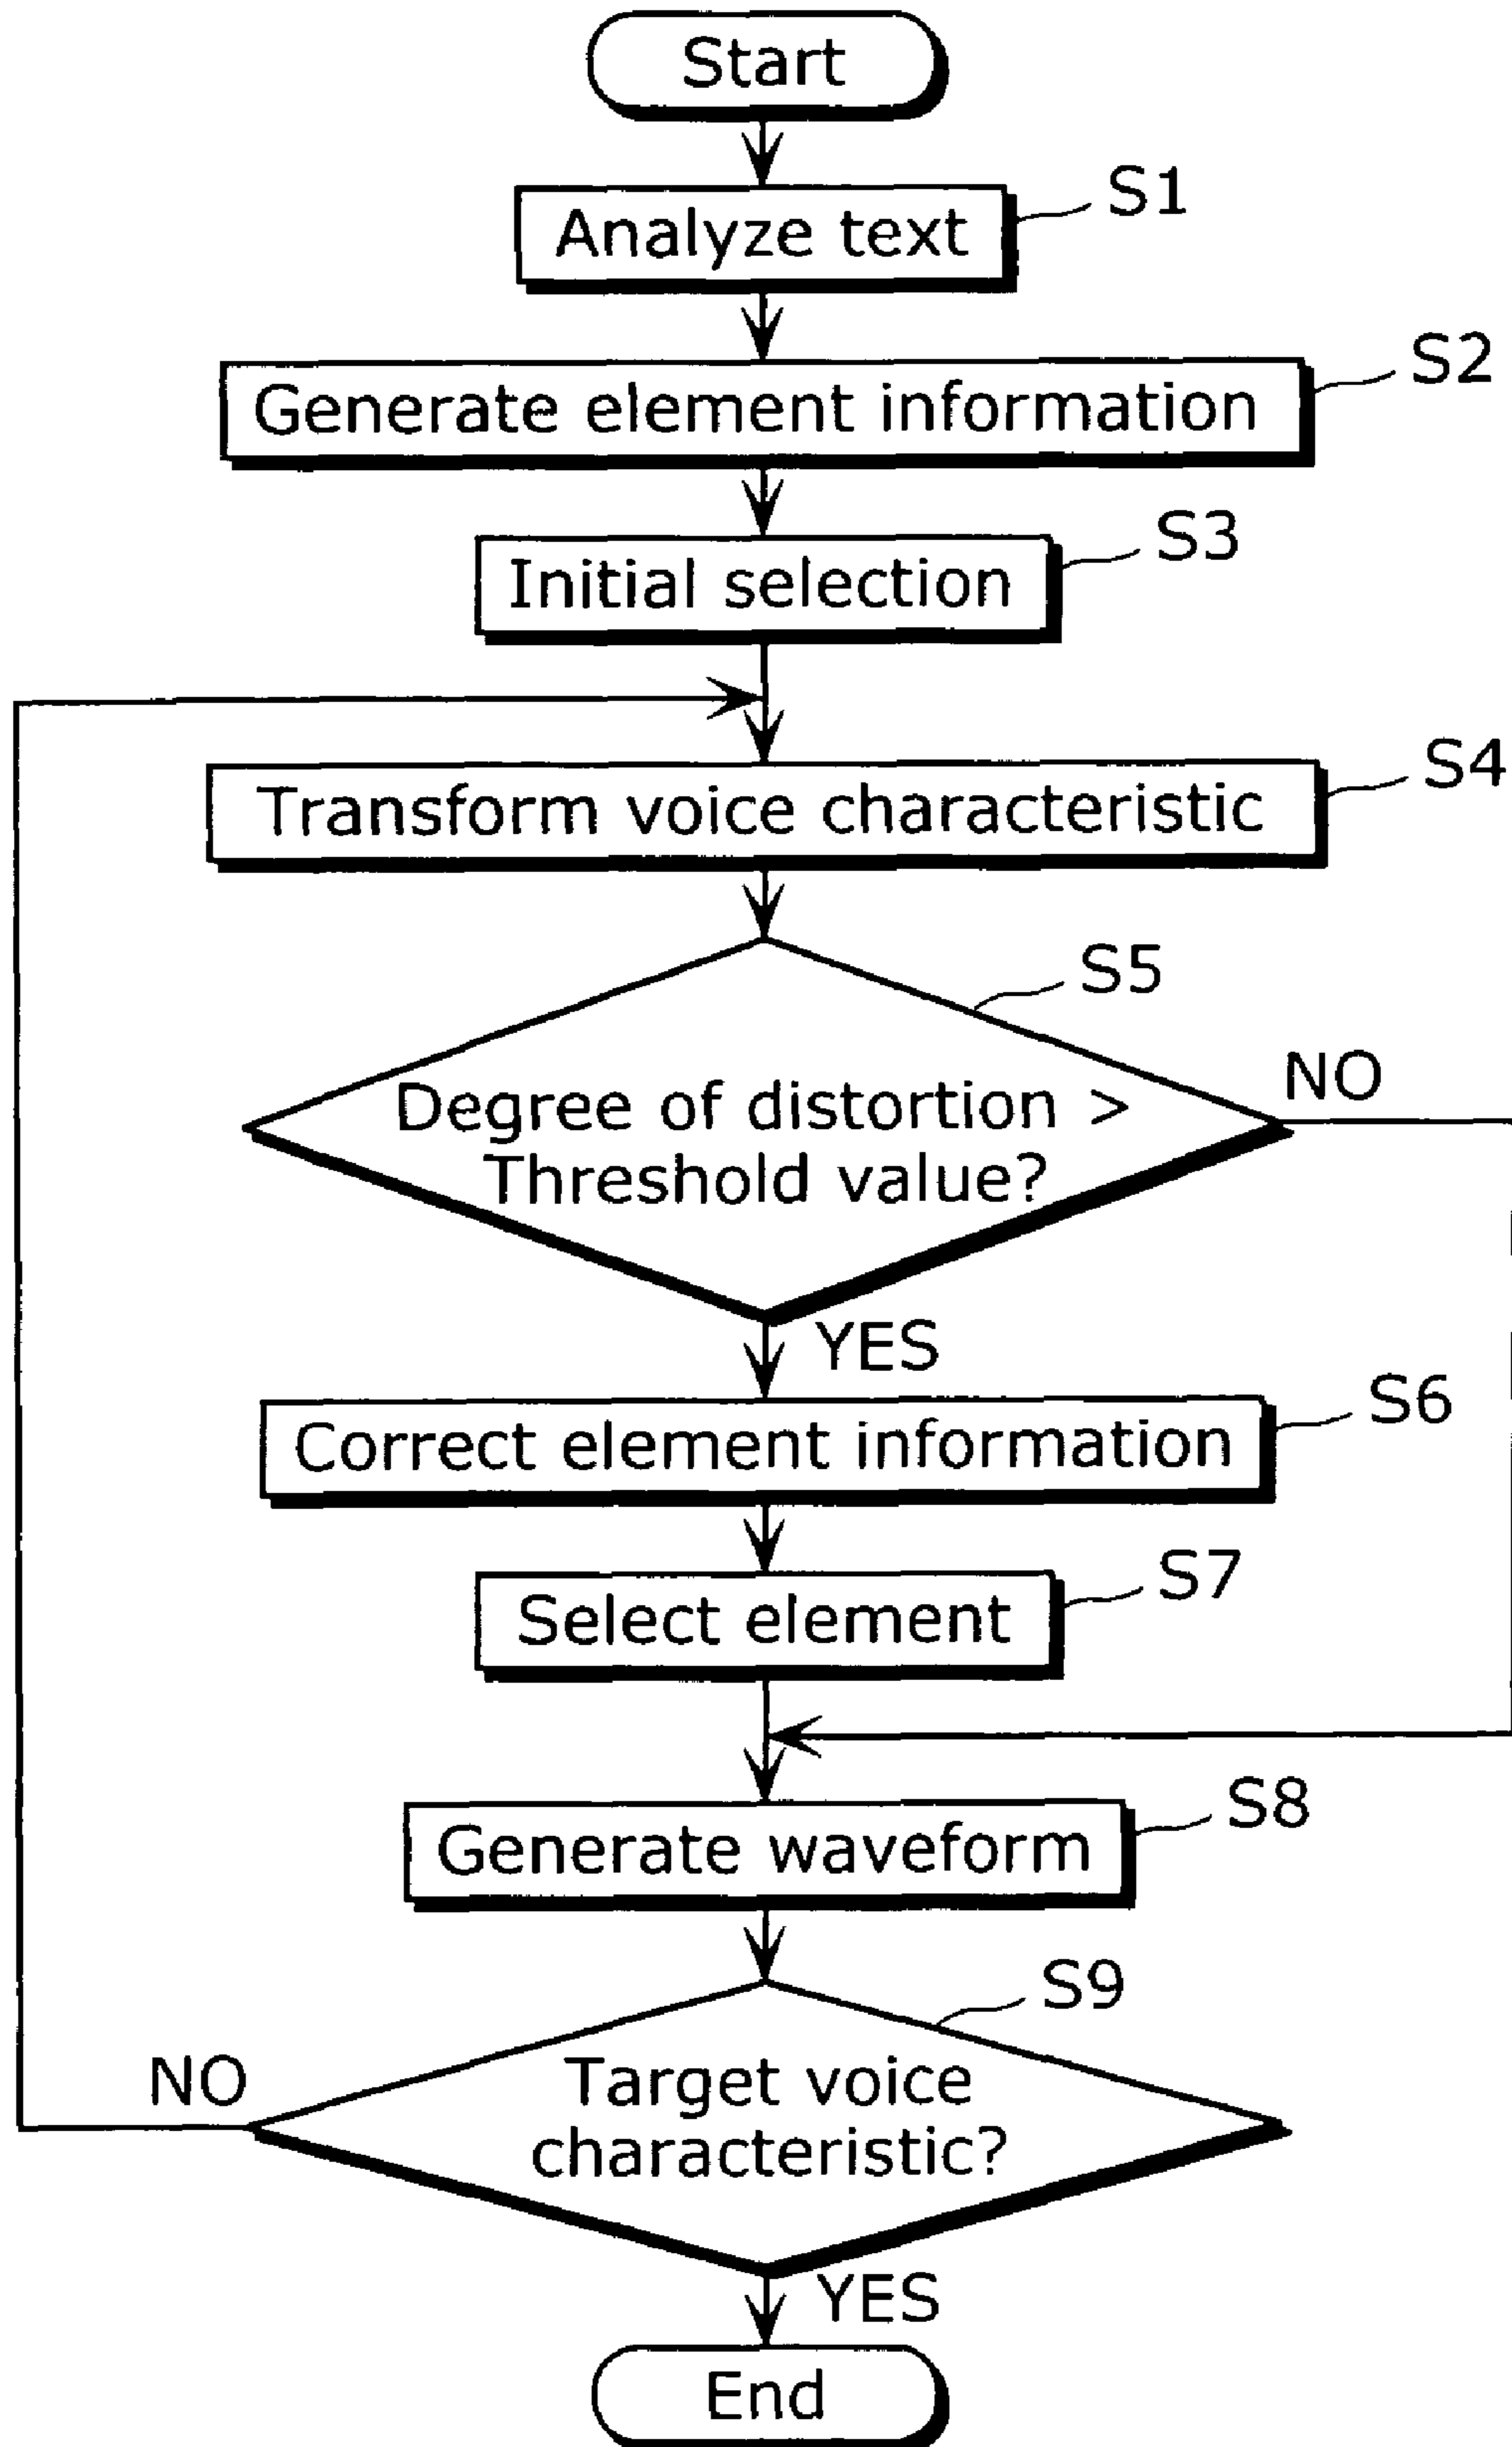 Start
S1
Analyze text
S2
Generate element information
S3
Initial selection
S4
Transform voice characteristic
S5
NO
Degree of distortion >
Threshold value?
YES
S6
Correct element information
S7
Select element
S8
Generate waveform
S9
NO
Target voice
characteristic?
YES
End